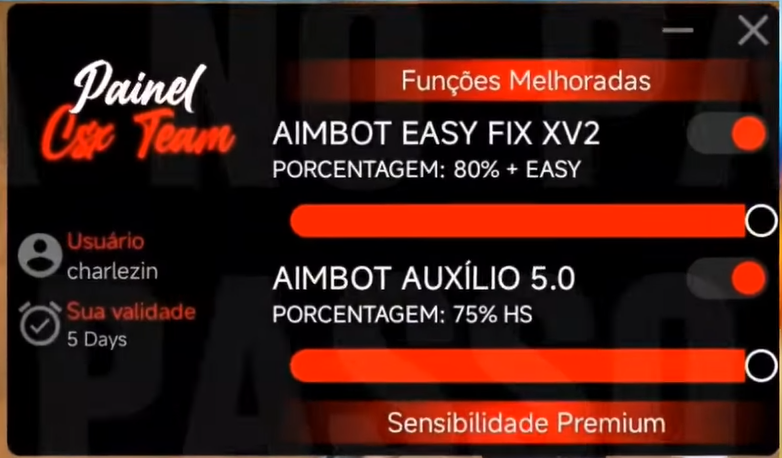 Painel
Csx Team
Usuário
charlezin
Sua validade
5 Days
Funções Melhoradas
AIMBOT EASY FIX XV2
PORCENTAGEM: 80% + EASY
AIMBOT AUXÍLIO 5.0
PORCENTAGEM: 75% HS
Sensibilidade Premium